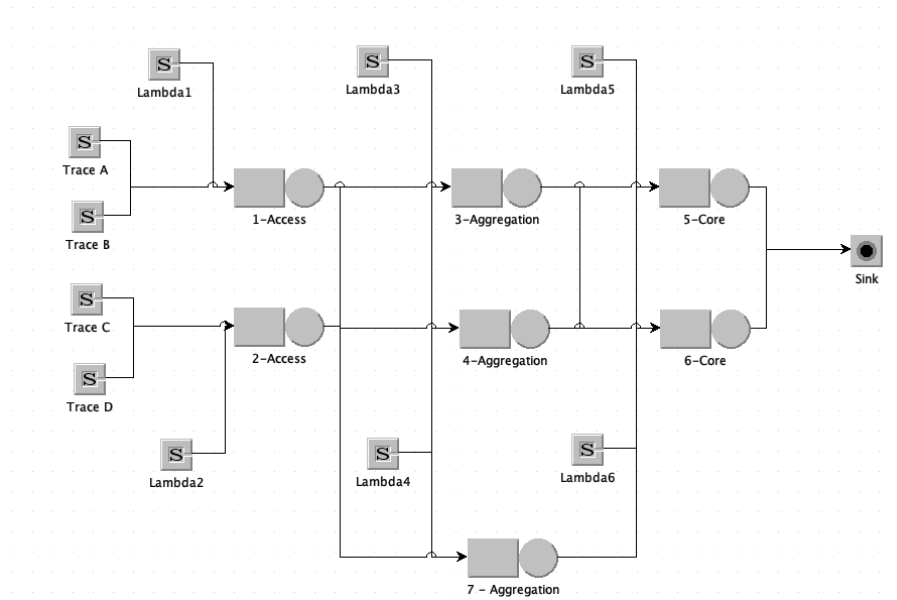 S
Lambda1
S
Lambda3
S
Lambda5
S
Trace A
S
Trace B
1-Access
3-Aggregation
5-Core
Sink
S
Trace C
2-Access
4-Aggregation
6-Core
S
Trace D
S
Lambda2
S
Lambda4
S
Lambda6
7 - Aggregation